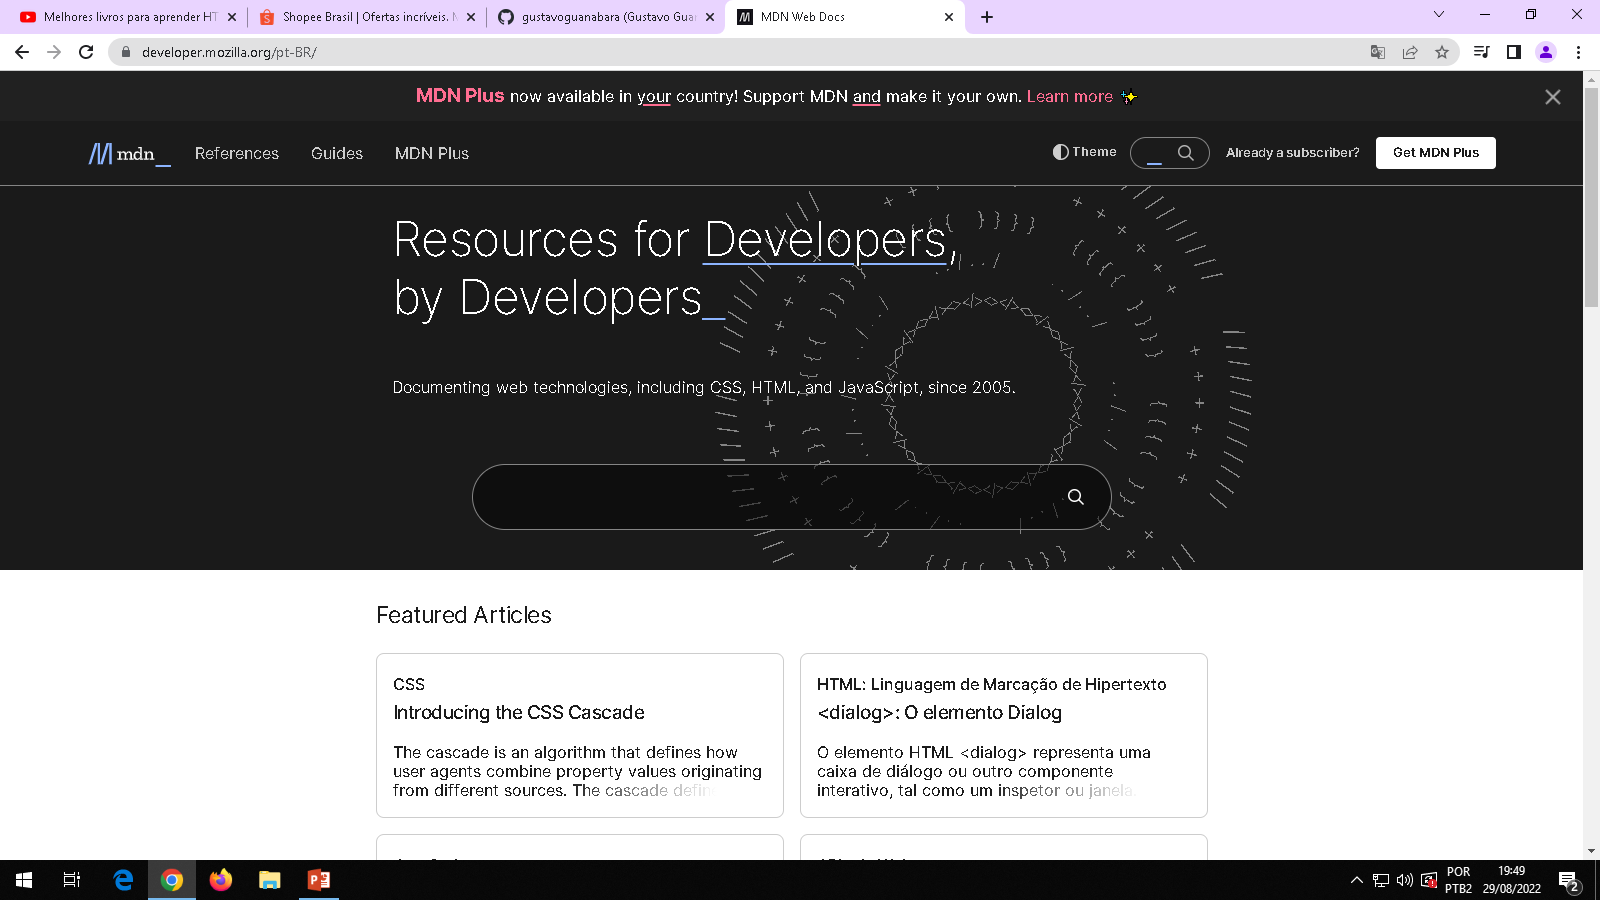 Melhores livros para aprender HT
Shopee Brasil | Ofertas incríveis. M
gustavoguanabara (Gustavo Guan
MDN Web Docs
developer.mozilla.org/pt-BR/
MDN Plus now available in your country! Support MDN and make it your own. Learn more ✨
mdn_
References
Guides
MDN Plus
Theme
Already a subscriber?
Get MDN Plus
Resources for Developers,
by Developers_
Documenting web technologies, including CSS, HTML, and JavaScript, since 2005.
Featured Articles
CSS
Introducing the CSS Cascade
The cascade is an algorithm that defines how
user agents combine property values originating
from different sources. The cascade defin
HTML: Linguagem de Marcação de Hipertexto
<dialog>: O elemento Dialog
O elemento HTML <dialog> representa uma
caixa de diálogo ou outro componente
interativo, tal como um inspetor ou janela.
POR
PTB2
19:49
29/08/2022
2